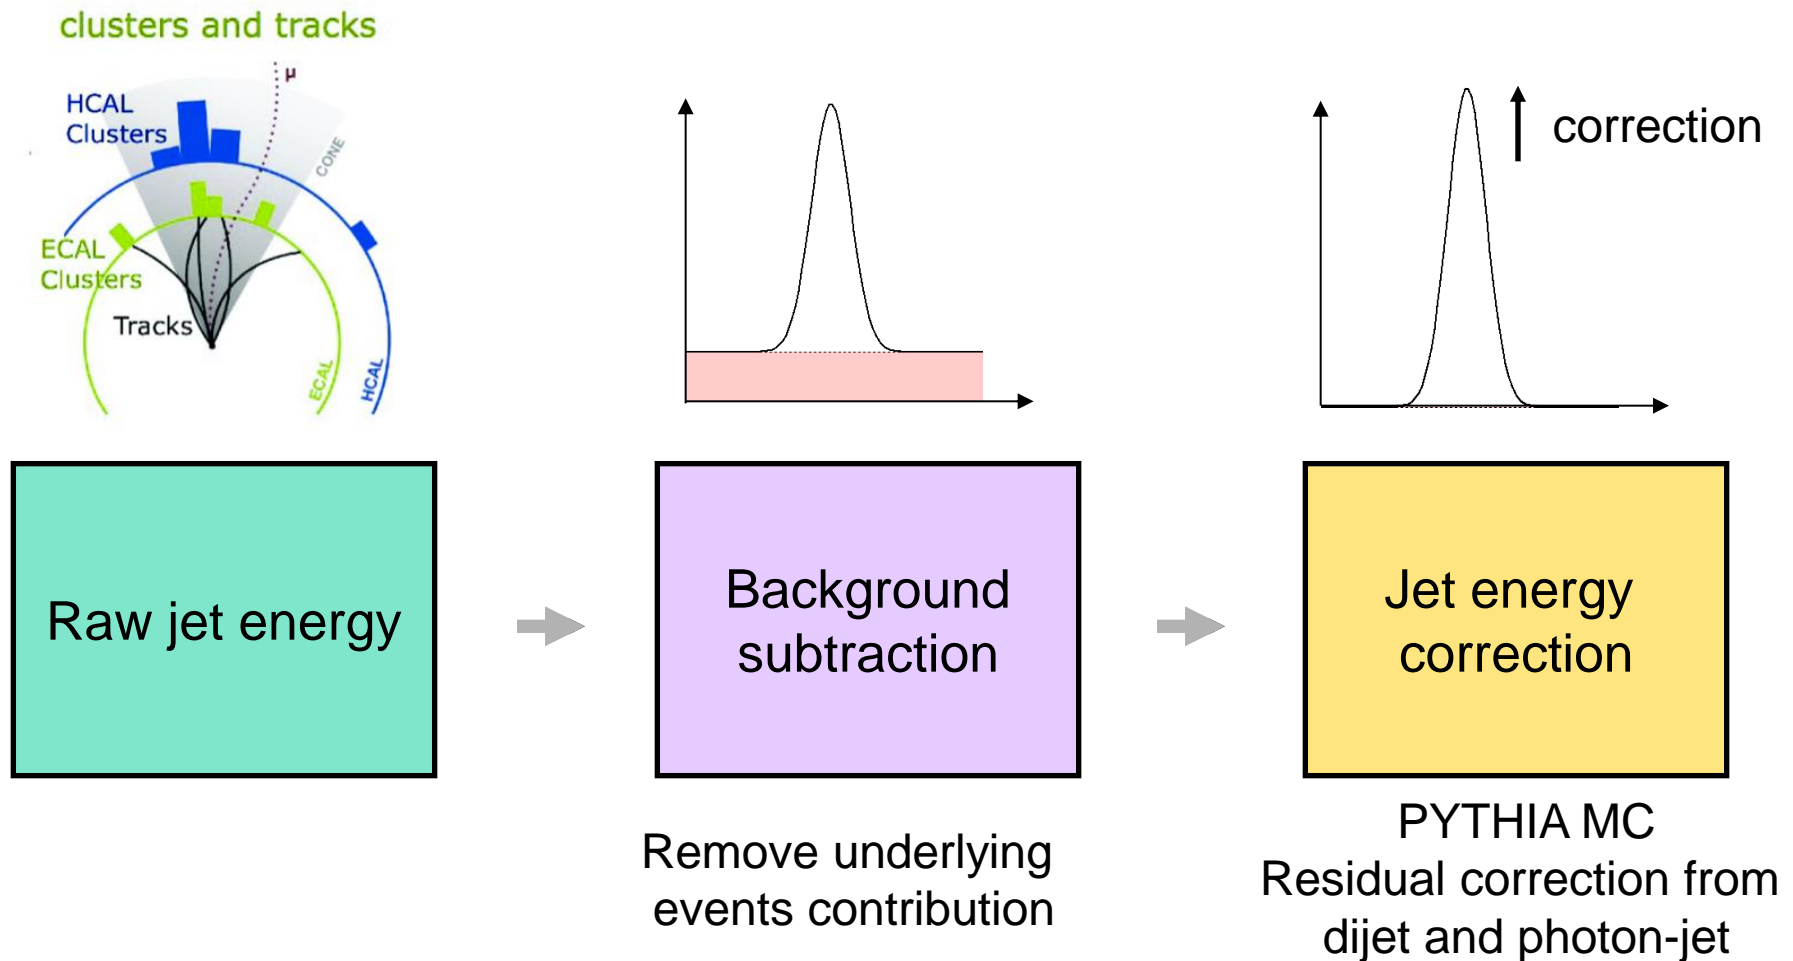 clusters and tracks
μ
HCAL
Clusters
CONE
ECAL
Clusters
Tracks
ECAL
HCAL
correction
Raw jet energy
Background
subtraction
Jet energy
correction
Remove underlying
events contribution
PYTHIA MC
Residual correction from
dijet and photon-jet